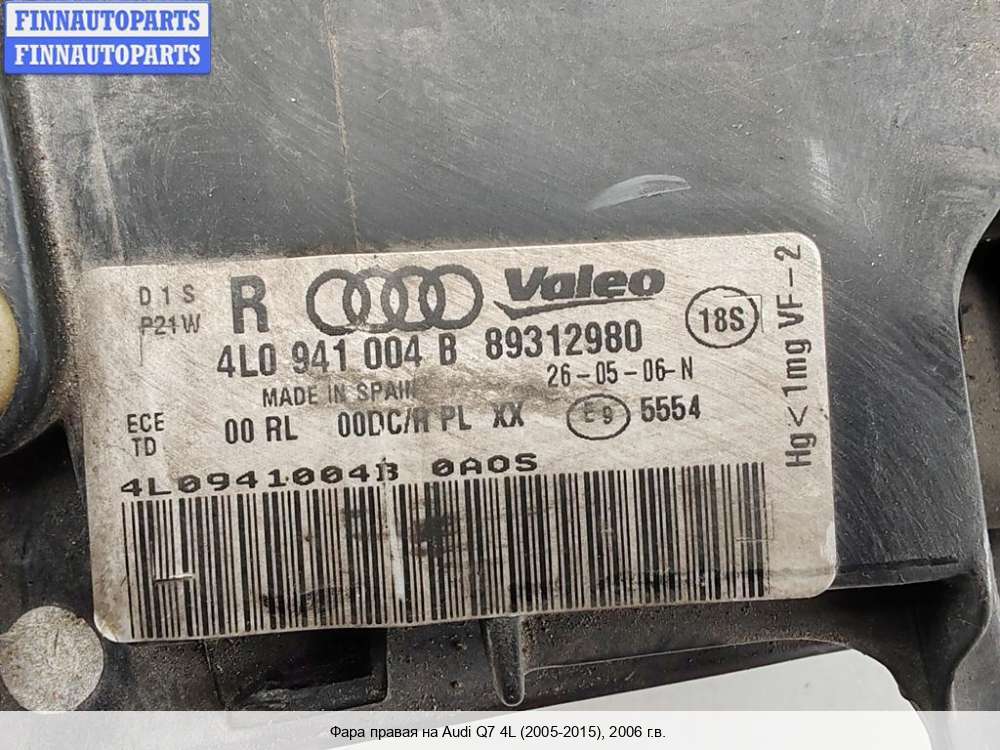 FINNAUTOPARTS
FINNAUTOPARTS
D1S
P21W
R
Valeo
18S
4L0 941 004 B 89312980
MADE IN SPAIN
26-05-06-N
ECE
TD
00 RL 00DC/R PL XX E9 5554
Hg<1mg VF-2
4L0941004B 0AOS
Фара правая на Audi Q7 4L (2005-2015), 2006 г.в.